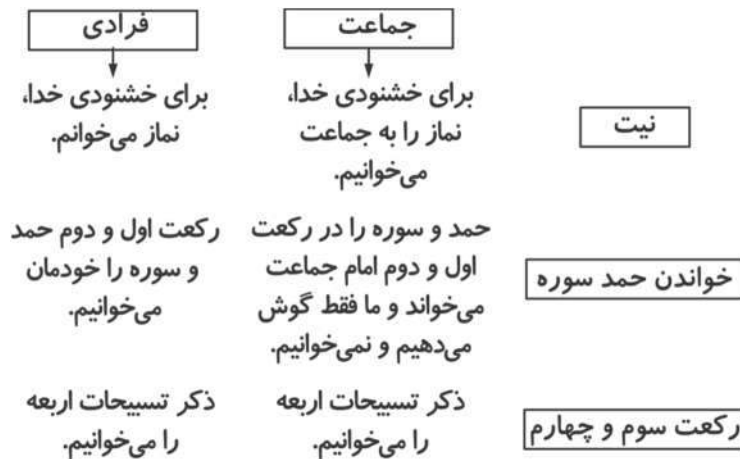 جماعت
فرادی
نیت
برای خشنودی خدا،
نماز را به جماعت
می‌خوانیم.
برای خشنودی خدا،
نماز می‌خوانم.
خواندن حمد سوره
حمد و سوره را در رکعت
اول و دوم امام جماعت
می‌خواند و ما فقط گوش
می‌دهیم و نمی‌خوانیم.
رکعت اول و دوم حمد
و سوره را خودمان
می‌خوانیم.
رکعت سوم و چهارم
ذکر تسبیحات اربعه
را می‌خوانیم.
ذکر تسبیحات اربعه
را می‌خوانیم.